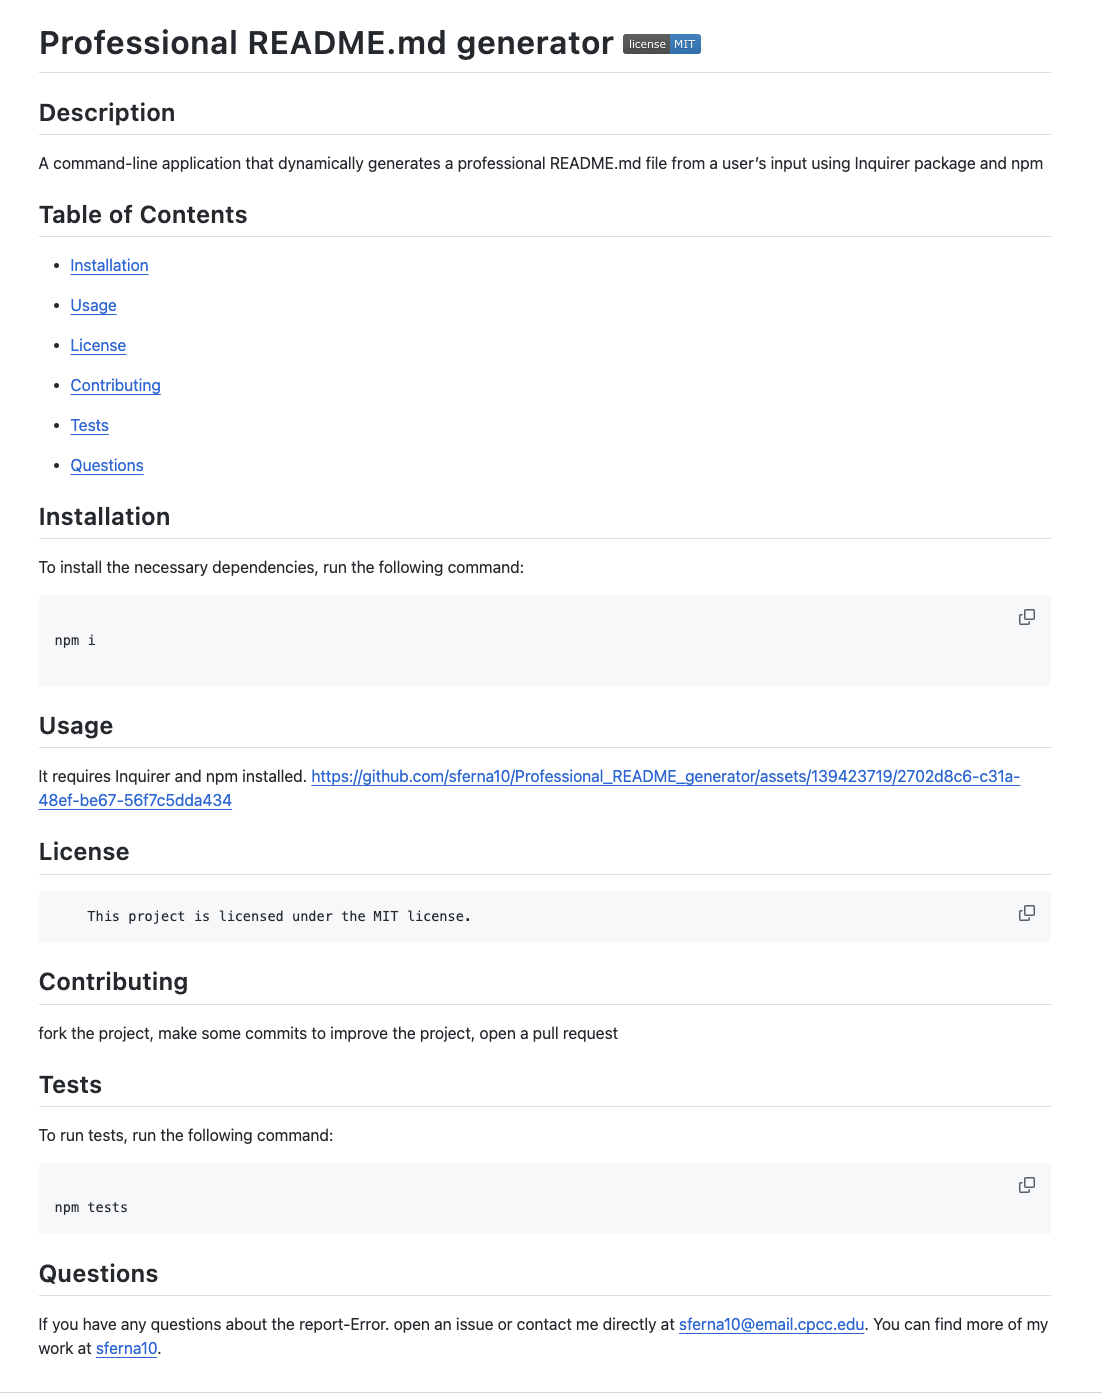 Professional README.md generator license MIT
Description
A command-line application that dynamically generates a professional README.md file from a user's input using Inquirer package and npm
Table of Contents
• Installation
• Usage
• License
• Contributing
• Tests
• Questions
Installation
To install the necessary dependencies, run the following command:
npm i
Usage
It requires Inquirer and npm installed. https://github.com/sferna10/Professional_README_generator/assets/139423719/2702d8c6-c31a-
48ef-be67-56f7c5dda434
License
This project is licensed under the MIT license.
Contributing
fork the project, make some commits to improve the project, open a pull request
Tests
To run tests, run the following command:
npm tests
Questions
If you have any questions about the report-Error. open an issue or contact me directly at sferna10@email.cpcc.edu. You can find more of my
work at sferna10.